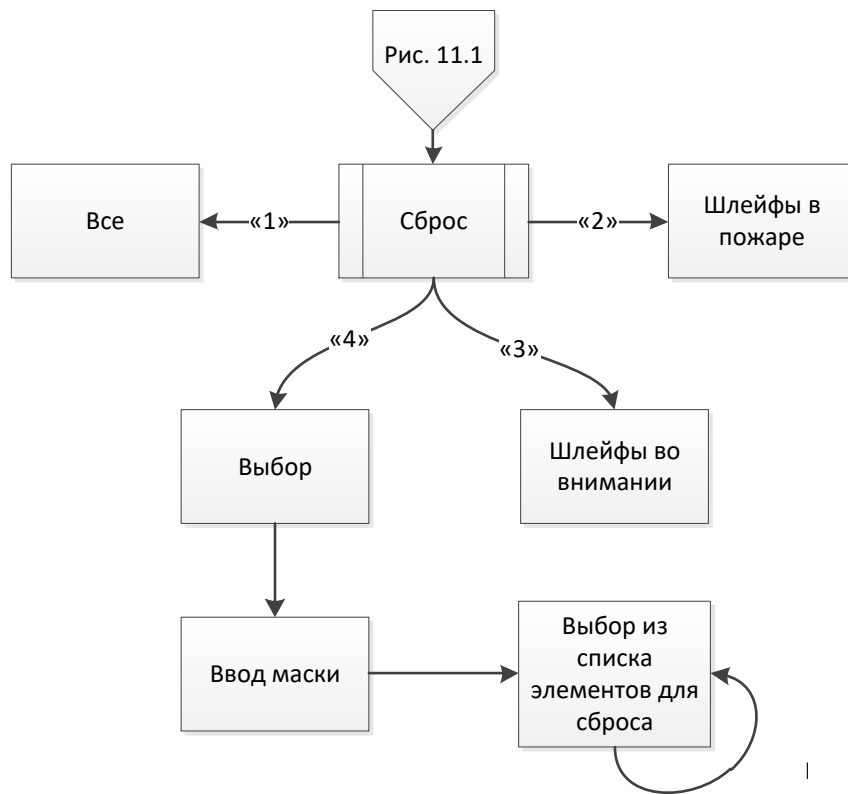 Рис. 11.1
Все
«1»
Сброс
«2»
Шлейфы в
пожаре
«4»
«3»
Выбор
Шлейфы во
внимании
Ввод маски
Выбор из
списка
элементов для
сброса